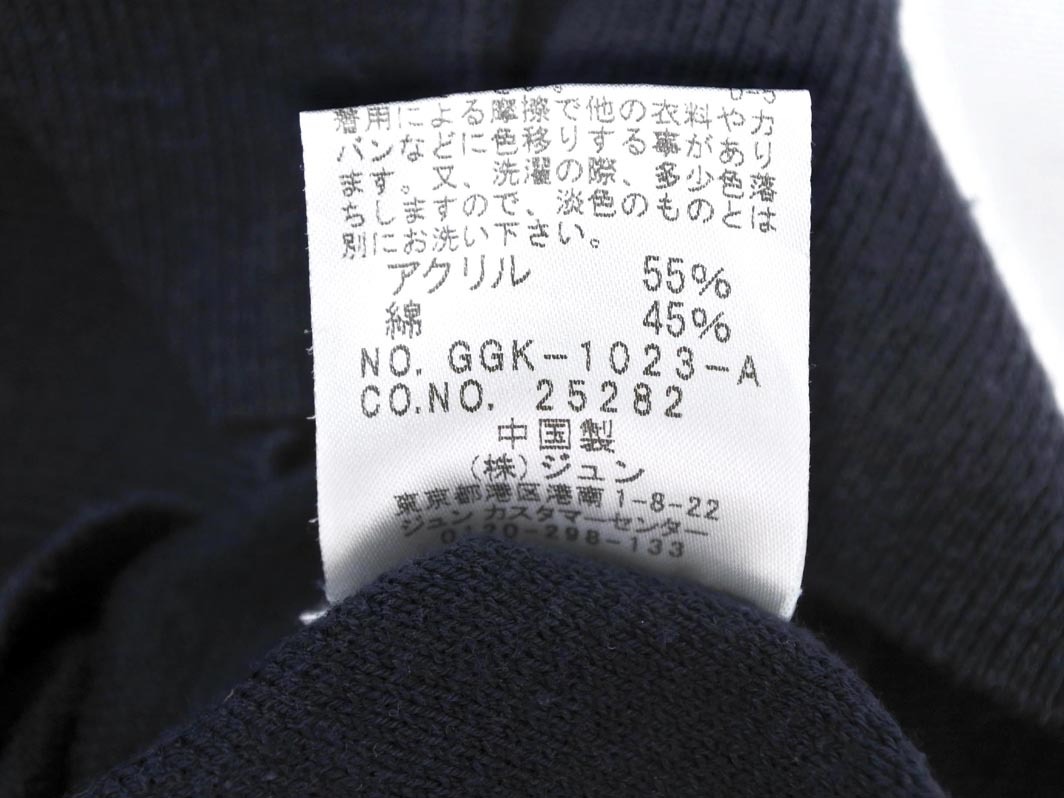 着用による摩擦で他の衣料やカ
バンなどに色移りする事があり
ます。又、洗濯の際、多少色落
ちしますので、淡色のものとは
別にお洗い下さい。
アクリル 55%
綿 45%
NO. GGK-1023-A
CO.NO. 25282
中国製
(株)ジュン
東京都港区港南1-8-22
ジュンカスタマーセンター
0120-298-133